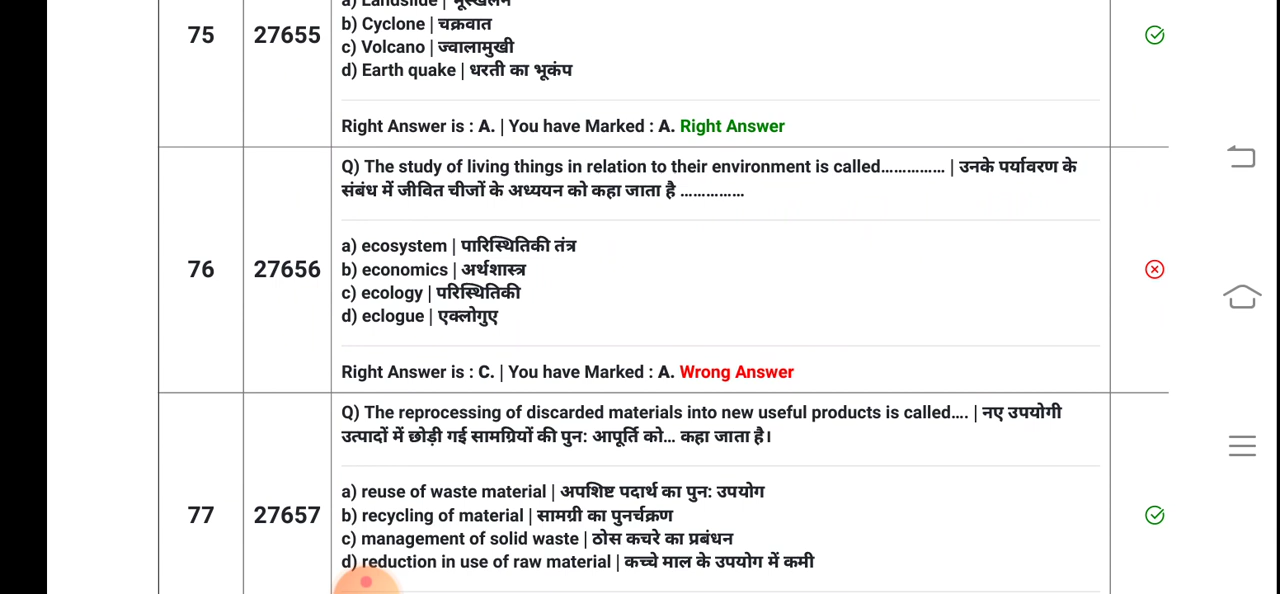 a) Landslide | भूस्खलन
75
27655
b) Cyclone | चक्रवात
c) Volcano | ज्वालामुखी
d) Earth quake | धरती का भूकंप
Right Answer is : A. | You have Marked : A. Right Answer
76
27656
Q) The study of living things in relation to their environment is called............... | उनके पर्यावरण के
संबंध में जीवित चीजों के अध्ययन को कहा जाता है ...............
a) ecosystem | पारिस्थितिकी तंत्र
b) economics | अर्थशास्त्र
c) ecology | परिस्थितिकी
d) eclogue | एक्लोगुए
Right Answer is : C. | You have Marked : A. Wrong Answer
77
27657
Q) The reprocessing of discarded materials into new useful products is called.... | नए उपयोगी
उत्पादों में छोड़ी गई सामग्रियों की पुन: आपूर्ति को... कहा जाता है।
a) reuse of waste material | अपशिष्ट पदार्थ का पुन: उपयोग
b) recycling of material | सामग्री का पुनर्चक्रण
c) management of solid waste | ठोस कचरे का प्रबंधन
d) reduction in use of raw material | कच्चे माल के उपयोग में कमी